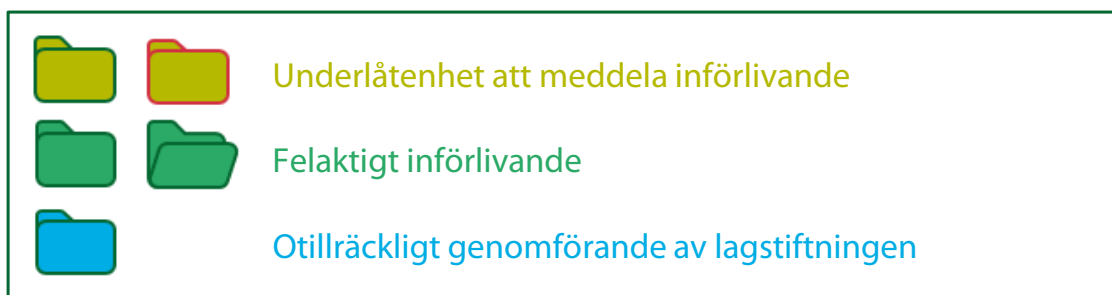 Underlåtenhet att meddela införlivande
Felaktigt införlivande
Otillräckligt genomförande av lagstiftningen